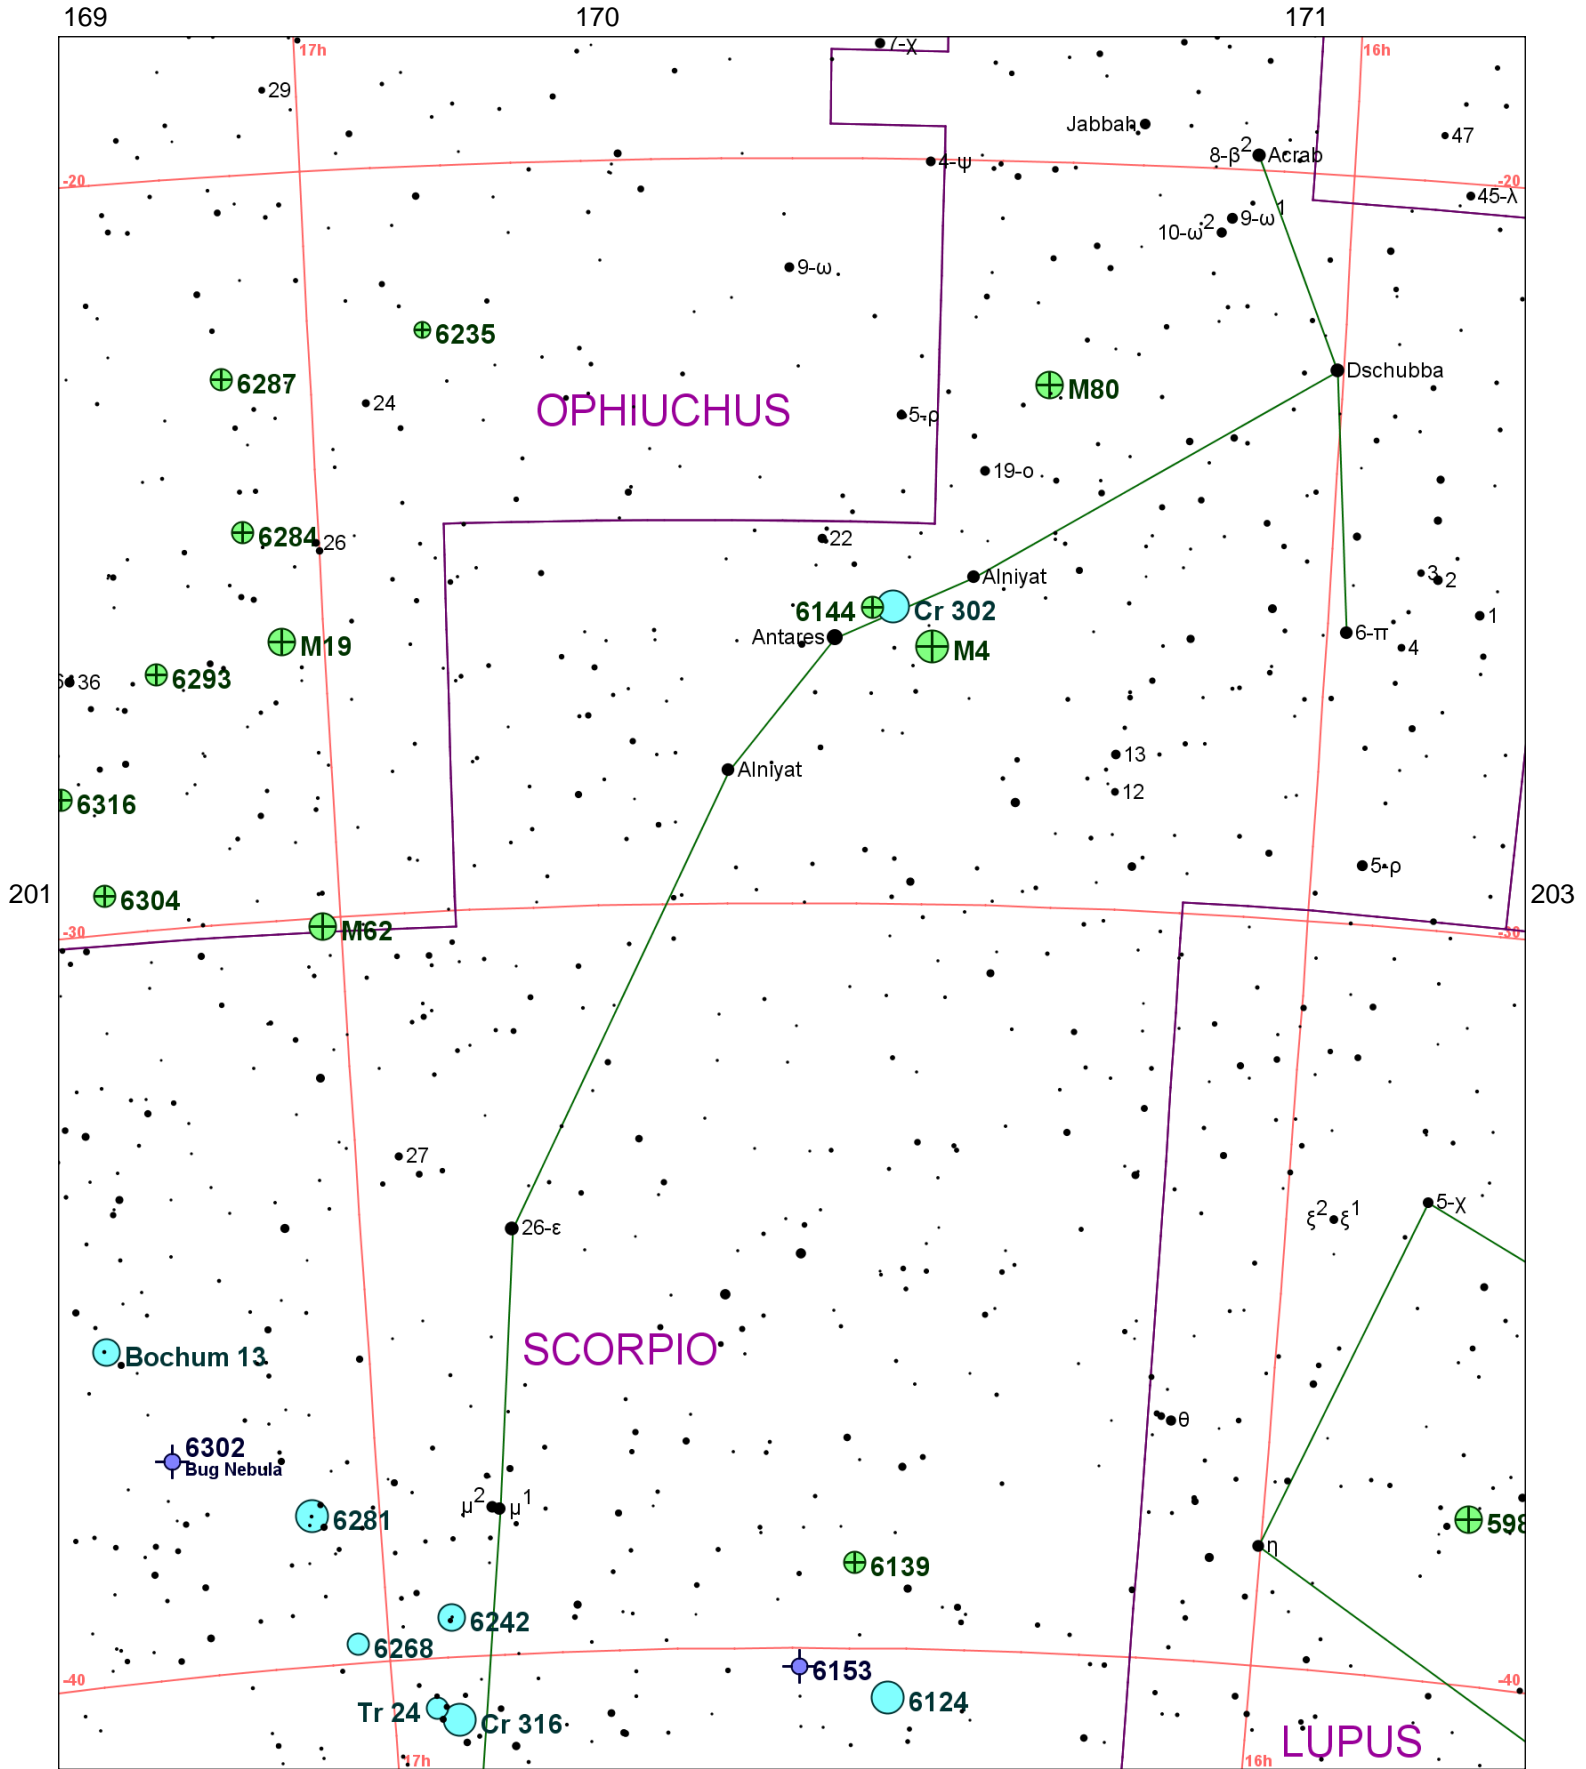 169 170 171
17h 7-χ 16h
29
Jabbah 47
8-β2 Acrab
4-ψ
-20 -20
45-λ
9-ω1
10-ω2
9-ω
6235
Dschubba
6287 M80
24
OPHIUCHUS 5-ρ
19-ο
6284 26 22
3 2
Alniyat
6144 Cr 302 1
Antares 6-π
M19 M4 4
6293
36
13
Alniyat
12
6316
5-ρ
201 203
6304
M62
-30 -30
27
5-χ
ξ2 ξ1
26-ε
SCORPIO
Bochum 13
θ
6302
Bug Nebula
μ2 μ1
6281 598
η
6139
6242
6268
-40 6153 -40
6124
Tr 24
Cr 316
LUPUS
17h 16h